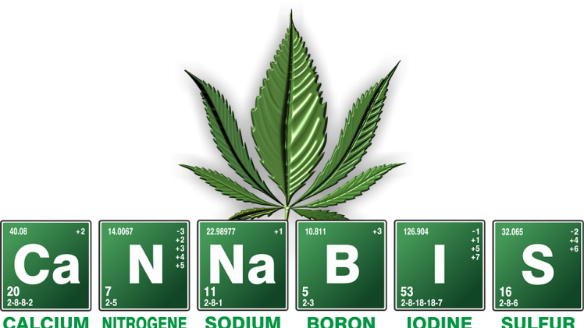 40.08 +2
Ca
20
2-8-8-2
CALCIUM
14.0067 -3
+2
+3
+4
+5
N
7
2-5
NITROGENE
22.98977 +1
Na
11
2-8-1
SODIUM
10.811 +3
B
5
2-3
BORON
126.904 -1
+1
+5
+7
I
53
2-8-18-18-7
IODINE
32.065 -2
+4
+6
S
16
2-8-6
SULFUR